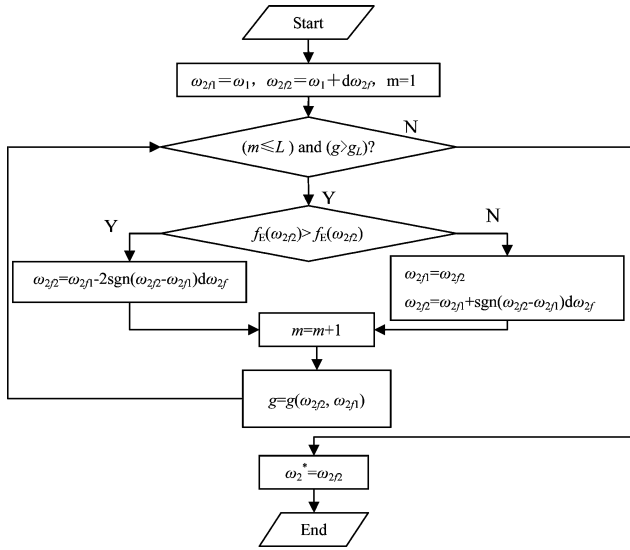 Start
ω2f1=ω1, ω2f2=ω1+dω2f, m=1
N
(m≤L ) and (g>gL)?
Y
Y
fE(ω2f2)>fE(ω2f2)
N
ω2f2=ω2f1-2sgn(ω2f2-ω2f1)dω2f
ω2f1=ω2f2
ω2f2=ω2f1+sgn(ω2f2-ω2f1)dω2f
m=m+1
g=g(ω2f2, ω2f1)
ω2*=ω2f2
End